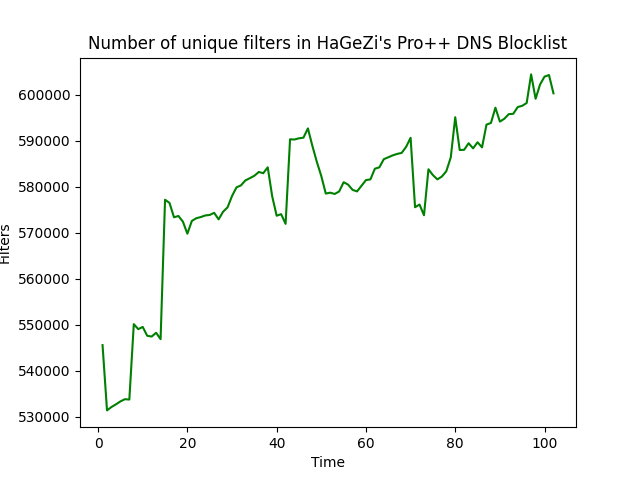 Number of unique filters in HaGeZi's Pro++ DNS Blocklist
600000
590000
580000
570000
560000
550000
540000
530000
Filters
0 20 40 60 80 100
Time